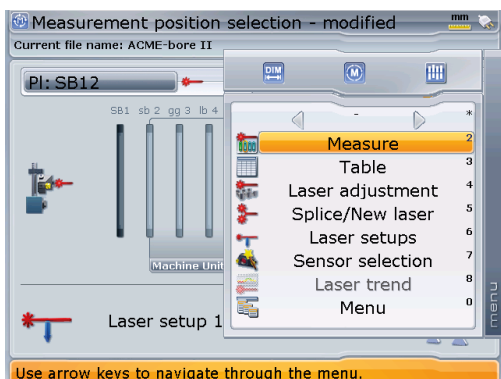 Measurement position selection - modified mm
Current file name: ACME-bore II
Pl: SB12
DIM M
SB1 sb 2 gg 3 lb 4
- *
Measure 2
Table 3
Laser adjustment 4
Splice/New laser 5
Laser setups 6
Sensor selection 7
Laser trend 8
Menu 0
menu
Machine Unit
Laser setup 1
Use arrow keys to navigate through the menu.